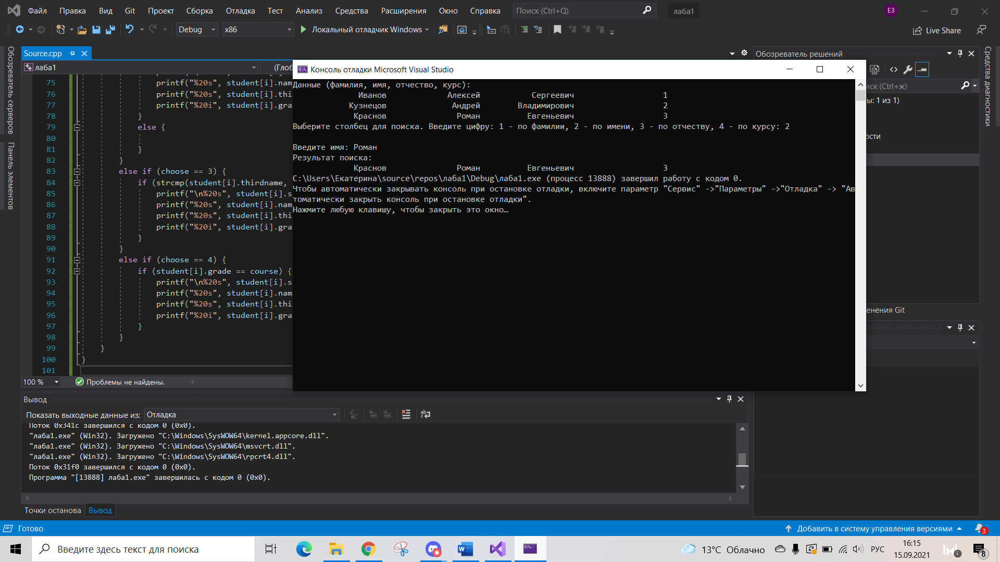 Файл Правка Вид Git Проект Сборка Отладка Тест Анализ Средства Расширения Окно Справка Поиск (Ctrl+Q) лаба1 ЕЗ
Debug x86 Локальный отладчик Windows Live Share
Обозреватель серверов
Панель элементов
Source.cpp
лаба1 (Глоб
75 printf("%20s", student[i].nam
76 printf("%20s", student[i].thi
77 printf("%20i", student[i].gra
78 }
79 else {
80
81 }
82 }
83 else if (choose == 3) {
84 if (strcmp(student[i].thirdname,
85 printf("\n%20s", student[i].s
86 printf("%20s", student[i].nam
87 printf("%20s", student[i].thi
88 printf("%20i", student[i].gra
89 }
90 }
91 else if (choose == 4) {
92 if (student[i].grade == course) {
93 printf("\n%20s", student[i].s
94 printf("%20s", student[i].nam
95 printf("%20s", student[i].thi
96 printf("%20i", student[i].gra
97 }
98 }
99 }
100 }
101
100 % Проблемы не найдены.
Консоль отладки Microsoft Visual Studio
Данные (фамилия, имя, отчество, курс):
Иванов Алексей Сергеевич 1
Кузнецов Андрей Владимирович 2
Краснов Роман Евгеньевич 3
Выберите столбец для поиска. Введите цифру: 1 - по фамилии, 2 - по имени, 3 - по отчеству, 4 - по курсу: 2
Введите имя: Роман
Результат поиска:
Краснов Роман Евгеньевич 3
C:\Users\Екатерина\source\repos\лаба1\Debug\лаба1.exe (процесс 13888) завершил работу с кодом 0.
Чтобы автоматически закрывать консоль при остановке отладки, включите параметр "Сервис" ->"Параметры" ->"Отладка" -> "Ав
томатически закрыть консоль при остановке отладки".
Нажмите любую клавишу, чтобы закрыть это окно…
Обозреватель решений
ск (Ctrl+ж)
ы: 1 из 1)
ости
енения Git
Средства диагностики
Вывод
Показать выходные данные из: Отладка
Поток 0x341c завершился с кодом 0 (0x0).
"лаба1.exe" (Win32). Загружено "C:\Windows\SysWOW64\kernel.appcore.dll".
"лаба1.exe" (Win32). Загружено "C:\Windows\SysWOW64\msvcrt.dll".
"лаба1.exe" (Win32). Загружено "C:\Windows\SysWOW64\rpcrt4.dll".
Поток 0x31f0 завершился с кодом 0 (0x0).
Программа "[13888] лаба1.exe" завершилась с кодом 0 (0x0).
Точки останова Вывод
Готово Добавить в систему управления версиями 3
Введите здесь текст для поиска 13°C Облачно РУС 16:15
15.09.2021 3 8